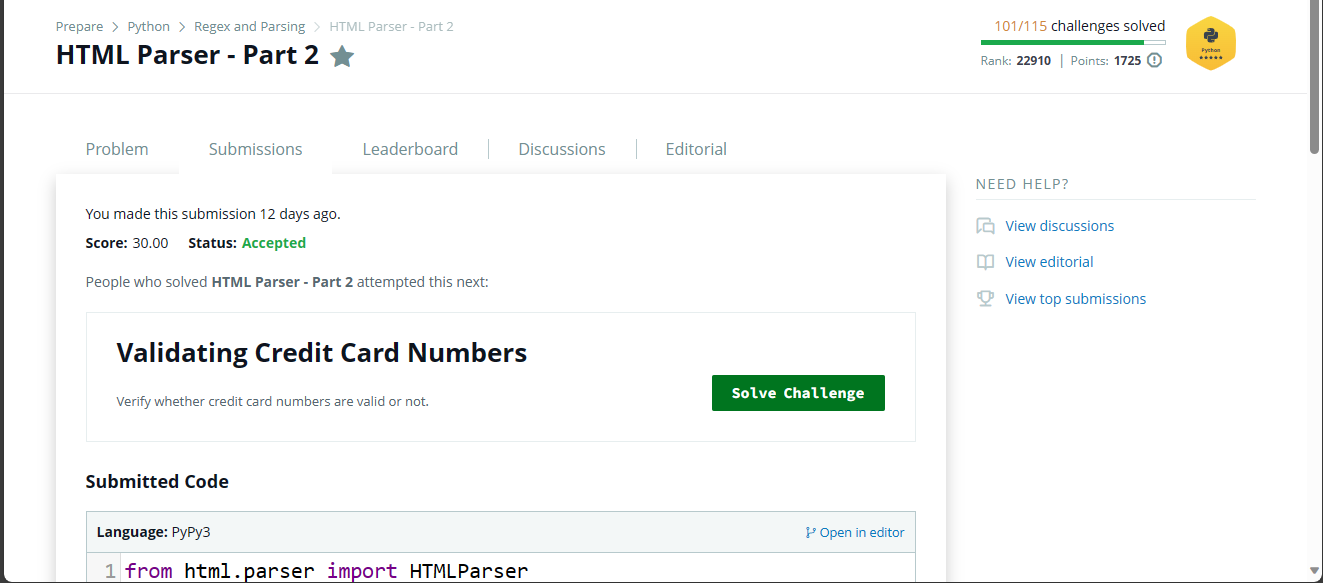 Prepare > Python > Regex and Parsing > HTML Parser - Part 2
HTML Parser - Part 2
101/115 challenges solved
Rank: 22910 | Points: 1725
Python
Problem
Submissions
Leaderboard
Discussions
Editorial
You made this submission 12 days ago.
Score: 30.00 Status: Accepted
People who solved HTML Parser - Part 2 attempted this next:
Validating Credit Card Numbers
Verify whether credit card numbers are valid or not.
Solve Challenge
Submitted Code
Language: PyPy3
Open in editor
1 from html.parser import HTMLParser
NEED HELP?
View discussions
View editorial
View top submissions